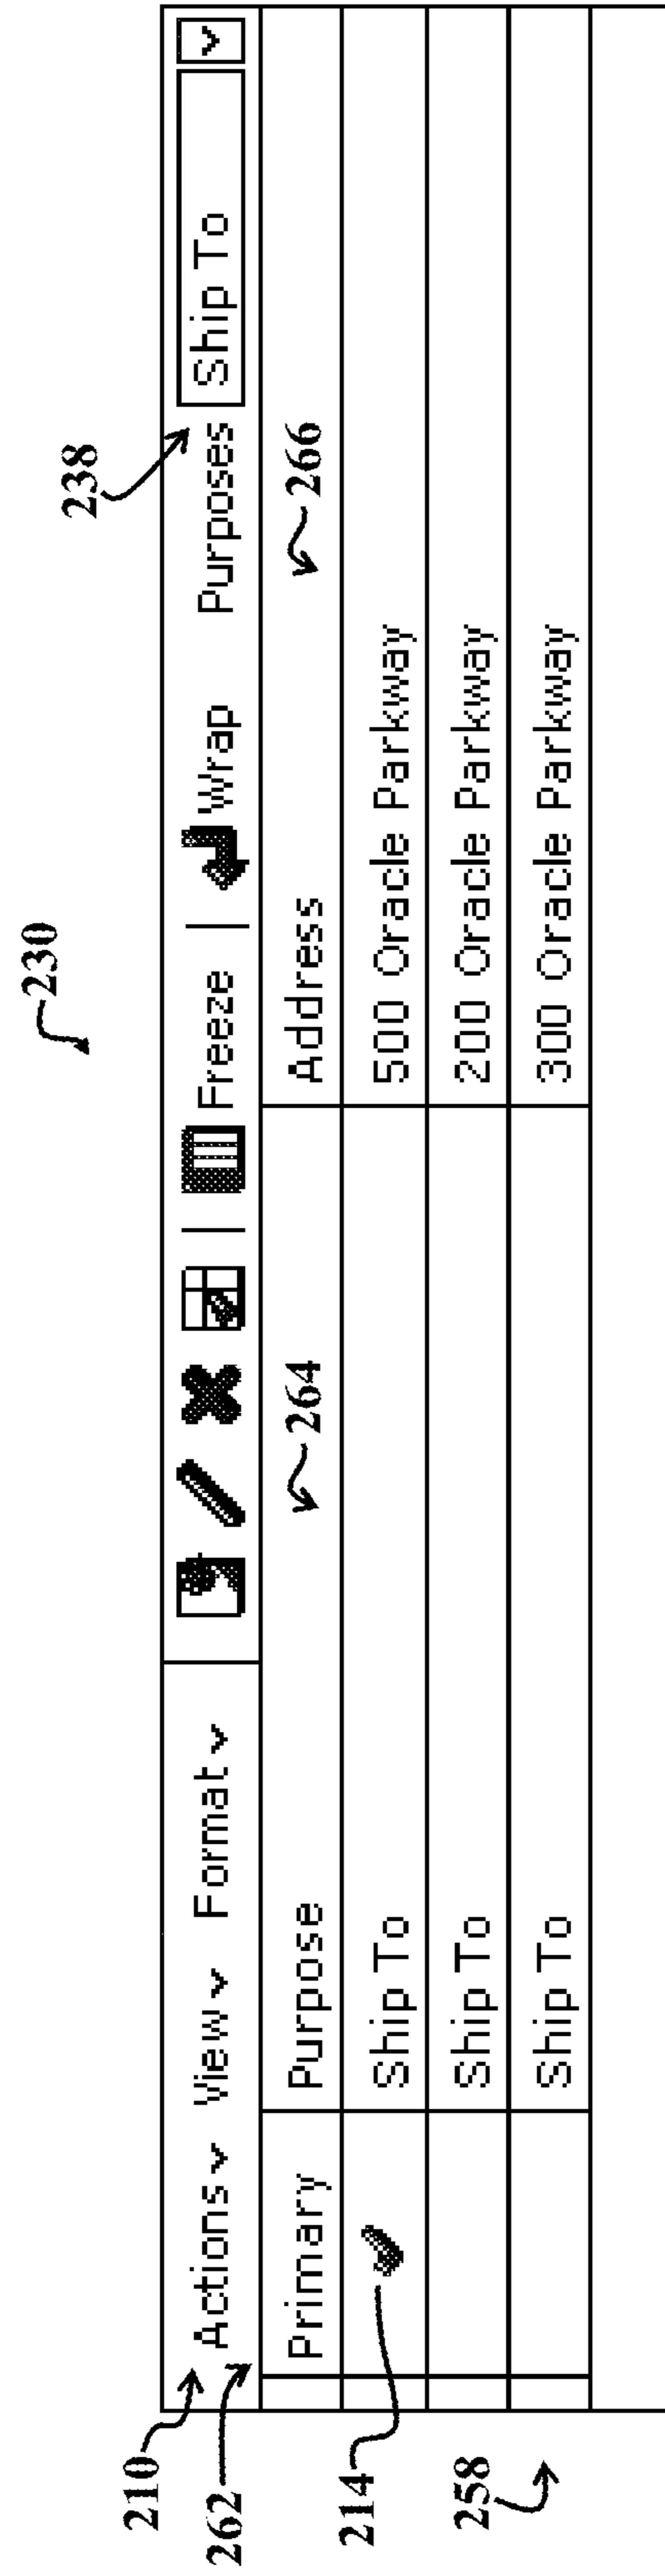 230
238
210 Actions View Format Freeze Wrap Purposes Ship To
262 Primary Purpose 264 Address 266
214 Ship To 500 Oracle Parkway
Ship To 200 Oracle Parkway
258 Ship To 300 Oracle Parkway